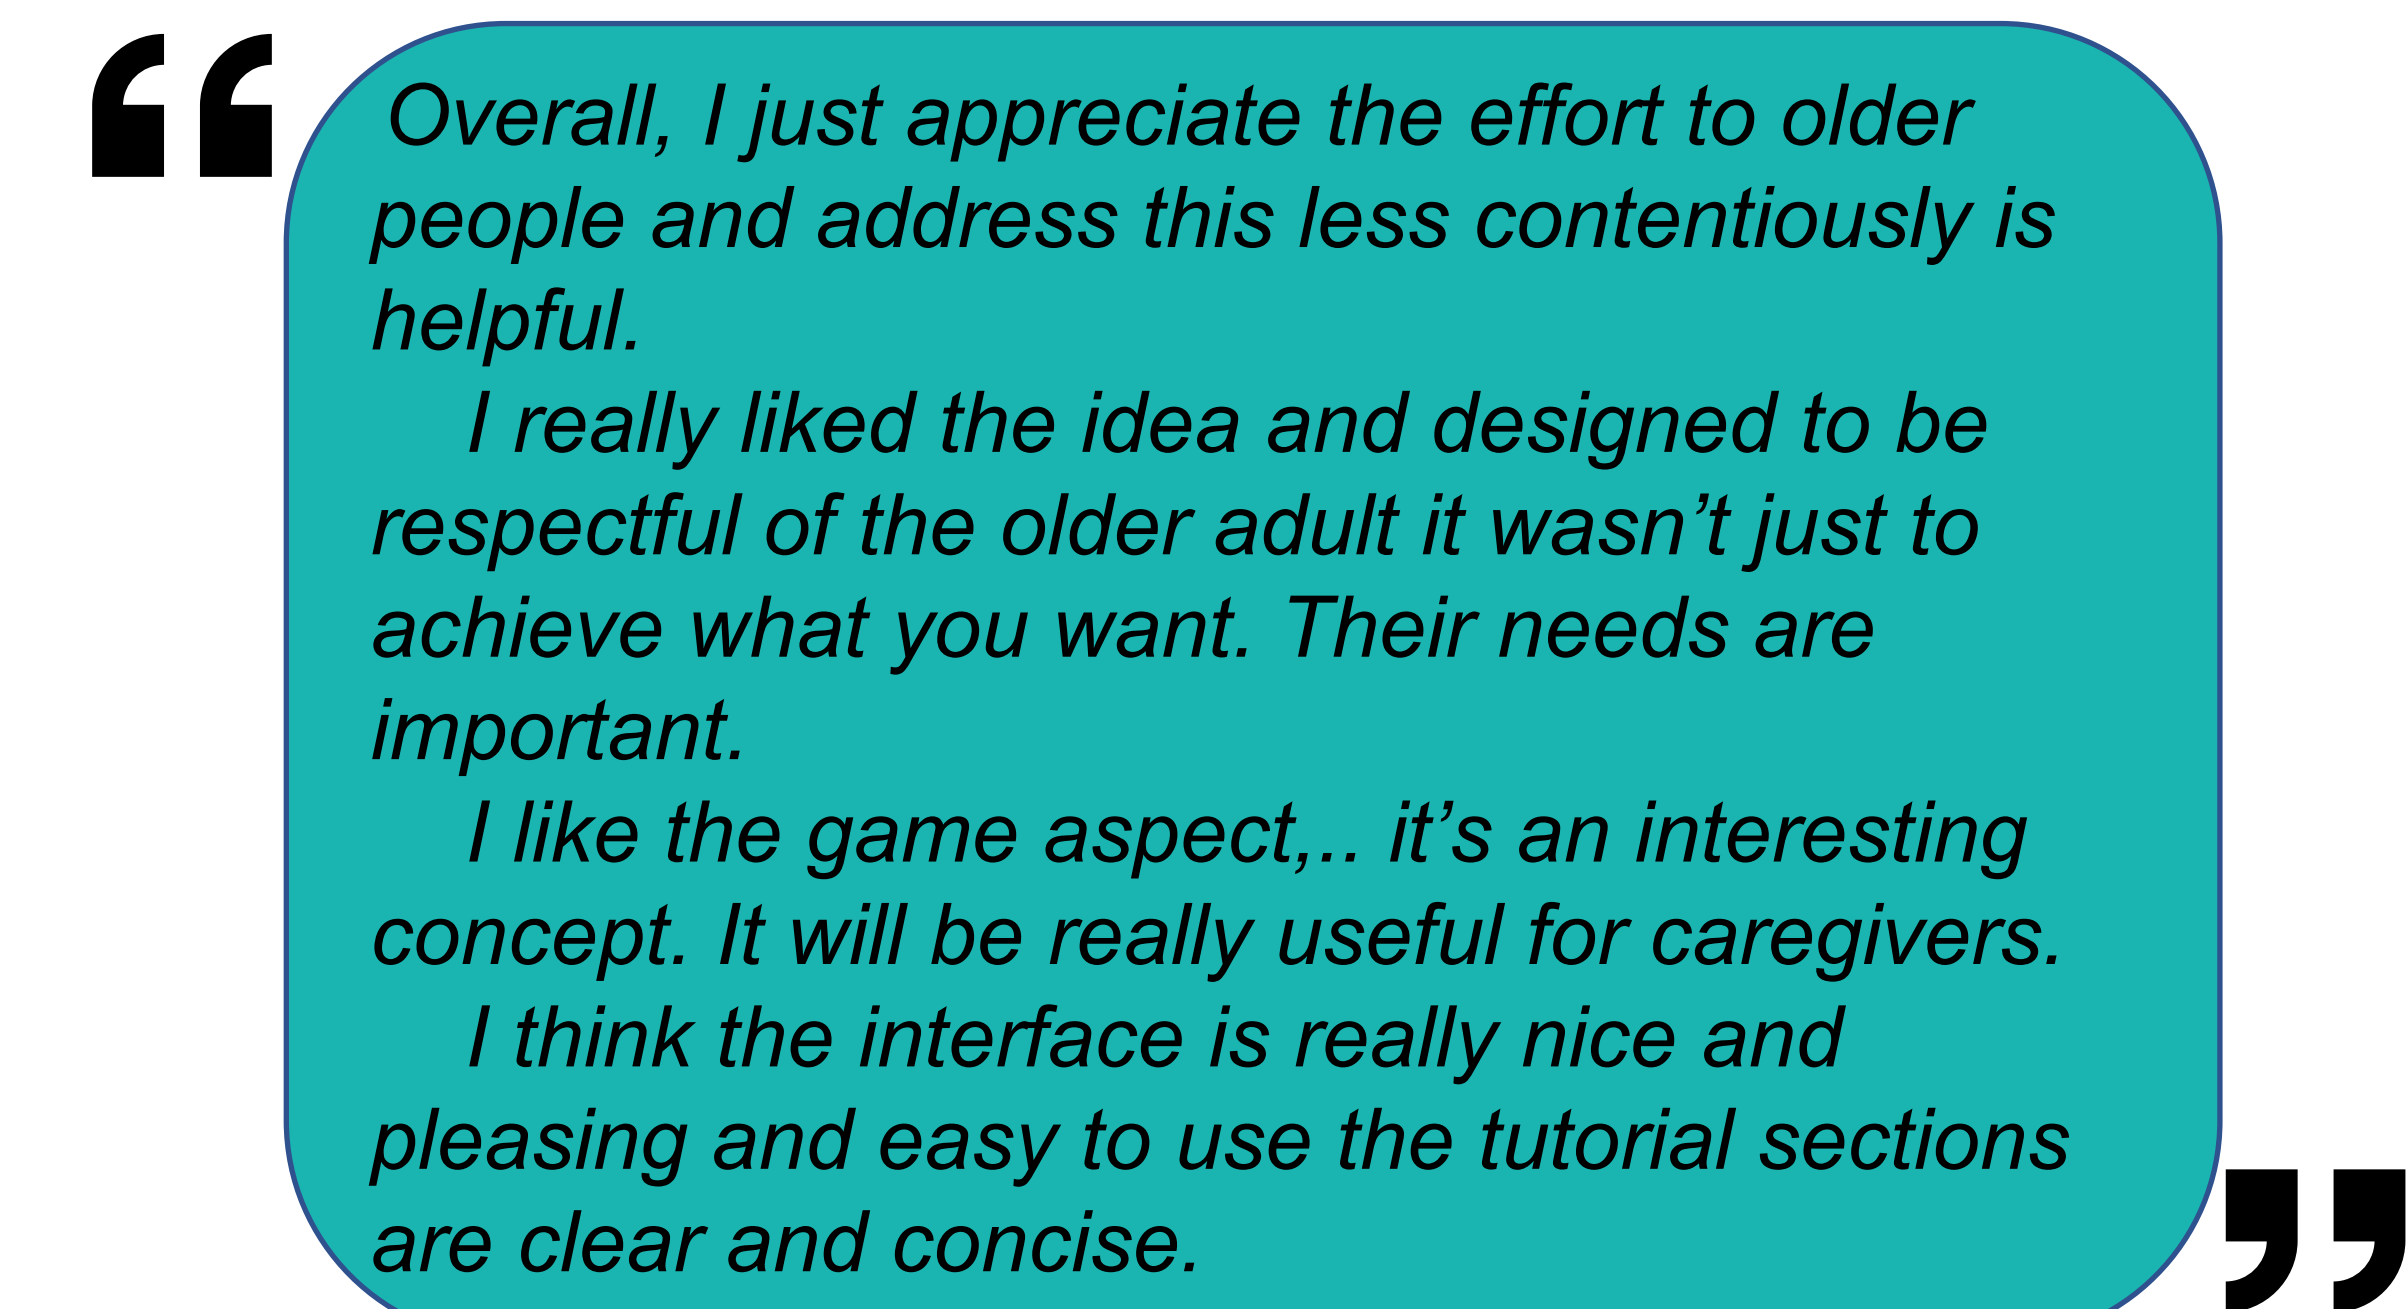 Overall, I just appreciate the effort to older
people and address this less contentiously is
helpful.
I really liked the idea and designed to be
respectful of the older adult it wasn’t just to
achieve what you want. Their needs are
important.
I like the game aspect,.. it’s an interesting
concept. It will be really useful for caregivers.
I think the interface is really nice and
pleasing and easy to use the tutorial sections
are clear and concise.